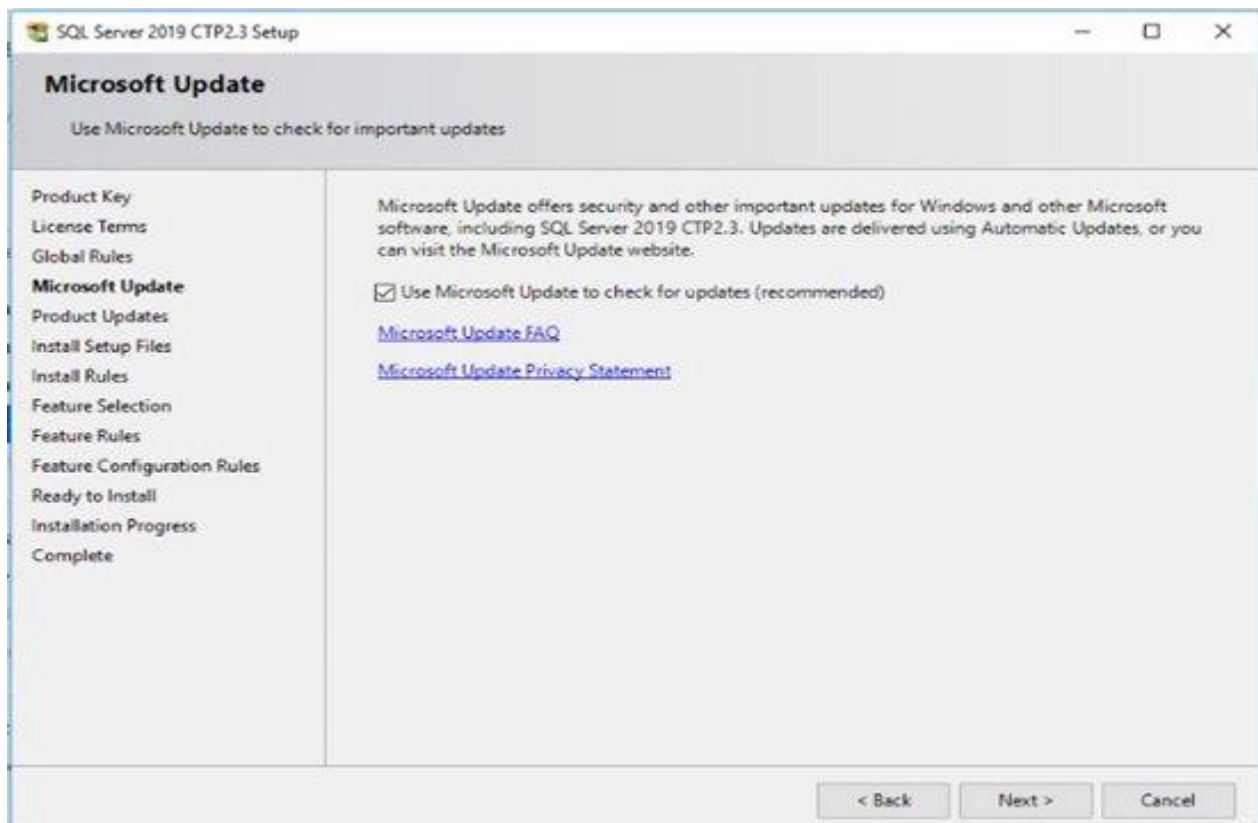 SQL Server 2019 CTP2.3 Setup
Microsoft Update
Use Microsoft Update to check for important updates
Product Key
License Terms
Global Rules
Microsoft Update
Product Updates
Install Setup Files
Install Rules
Feature Selection
Feature Rules
Feature Configuration Rules
Ready to Install
Installation Progress
Complete
Microsoft Update offers security and other important updates for Windows and other Microsoft
software, including SQL Server 2019 CTP2.3. Updates are delivered using Automatic Updates, or you
can visit the Microsoft Update website.
Use Microsoft Update to check for updates (recommended)
Microsoft Update FAQ
Microsoft Update Privacy Statement
< Back Next > Cancel